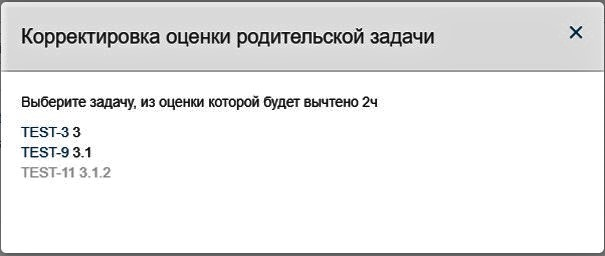 Корректировка оценки родительской задачи
Выберите задачу, из оценки которой будет вычтено 2ч
TEST-3 3
TEST-9 3.1
TEST-11 3.1.2